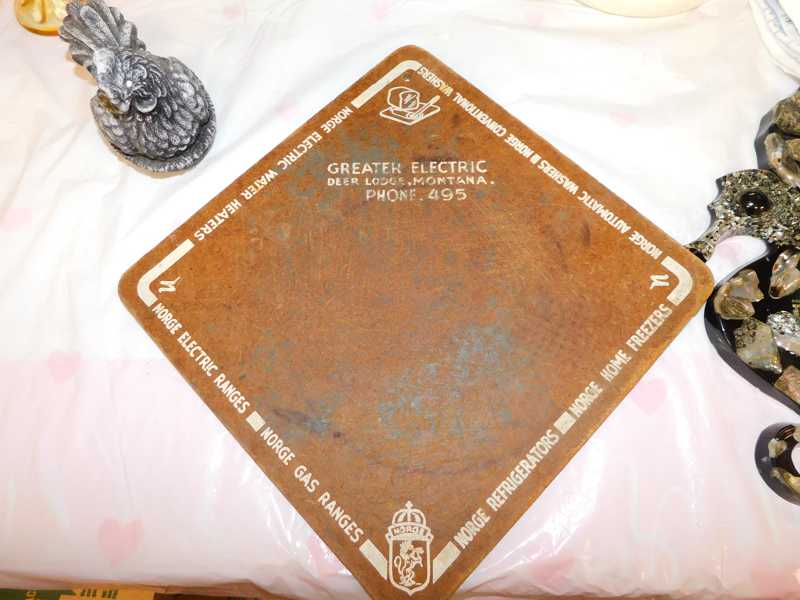 GREATER ELECTRIC
DEER LODGE, MONTANA.
PHONE. 495
NORGE ELECTRIC WATER HEATERS
NORGE AUTOMATIC WASHERS NORGE CONVENTIONAL WASHERS
NORGE ELECTRIC RANGES
NORGE GAS RANGES
NORGE REFRIGERATORS
NORGE HOME FREEZERS
NORGE